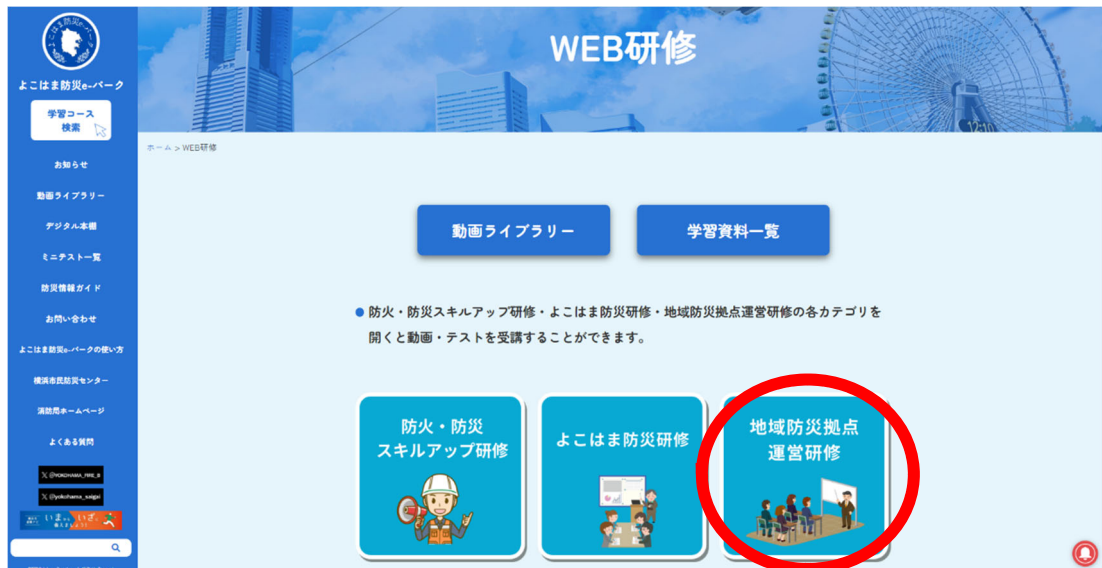 よこはま防災e-パーク
学習コース
検索
お知らせ
動画ライブラリー
デジタル本棚
ミニテスト一覧
防災情報ガイド
お問い合わせ
よこはま防災e-パークの使い方
横浜市民防災センター
消防局ホームページ
よくある質問
@YOKOHAMA_FIRE_B
@yokohama_saigai
WEB研修
12:10
ホーム > WEB研修
動画ライブラリー
学習資料一覧
● 防火・防災スキルアップ研修・よこはま防災研修・地域防災拠点運営研修の各カテゴリを
開くと動画・テストを受講することができます。
防火・防災
スキルアップ研修
よこはま防災研修
地域防災拠点
運営研修